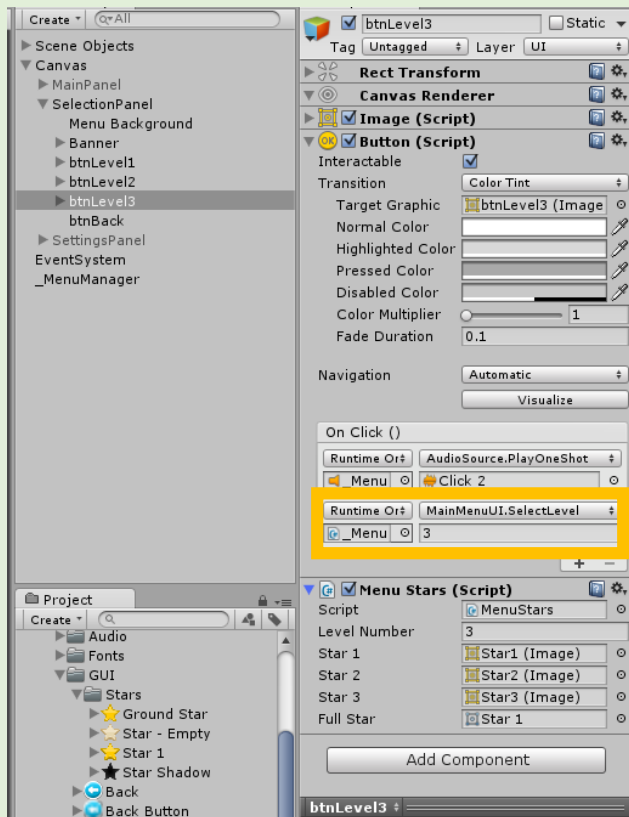 Create
All
Scene Objects
Canvas
MainPanel
SelectionPanel
Menu Background
Banner
btnLevel1
btnLevel2
btnLevel3
btnBack
SettingsPanel
EventSystem
_MenuManager
btnLevel3 Static
Tag Untagged Layer UI
Rect Transform
Canvas Renderer
Image (Script)
OK Button (Script)
Interactable
Transition Color Tint
Target Graphic btnLevel3 (Image
Normal Color
Highlighted Color
Pressed Color
Disabled Color
Color Multiplier 1
Fade Duration 0.1
Navigation Automatic
Visualize
On Click ()
Runtime Or AudioSource.PlayOneShot
_Menu Click 2
Runtime Or MainMenuUI.SelectLevel
_Menu 3
+ −
C# Menu Stars (Script)
Script MenuStars
Level Number 3
Star 1 Star1 (Image)
Star 2 Star2 (Image)
Star 3 Star3 (Image)
Full Star Star 1
Add Component
btnLevel3
Project
Create
Audio
Fonts
GUI
Stars
Ground Star
Star - Empty
Star 1
Star Shadow
Back
Back Button